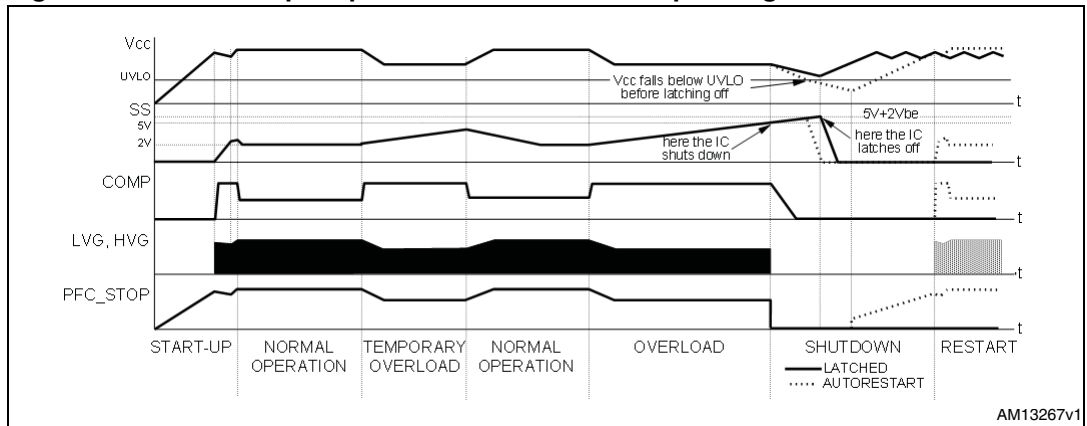 Vcc
UVLO
Vcc falls below UVLO
before latching off
t
SS
5V
2V
5V+2Vbe
here the IC
shuts down
here the IC
latches off
t
COMP
t
LVG, HVG
t
PFC_STOP
t
START-UP
NORMAL
OPERATION
TEMPORARY
OVERLOAD
NORMAL
OPERATION
OVERLOAD
SHUTDOWN
RESTART
LATCHED
AUTORESTART
AM13267v1